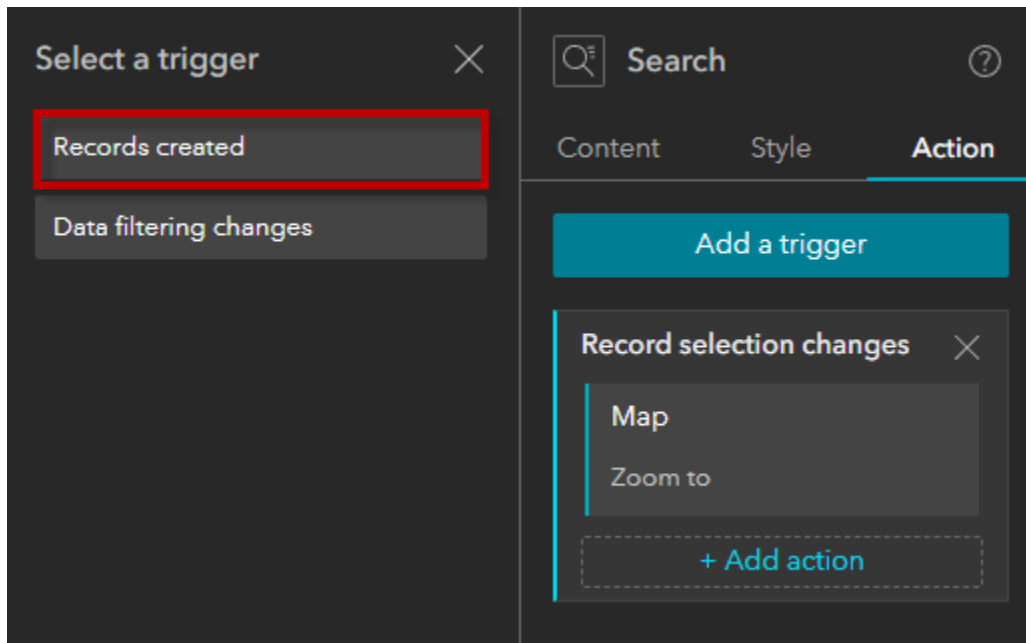 Select a trigger
Records created
Data filtering changes
Search
Content Style Action
Add a trigger
Record selection changes
Map
Zoom to
+ Add action